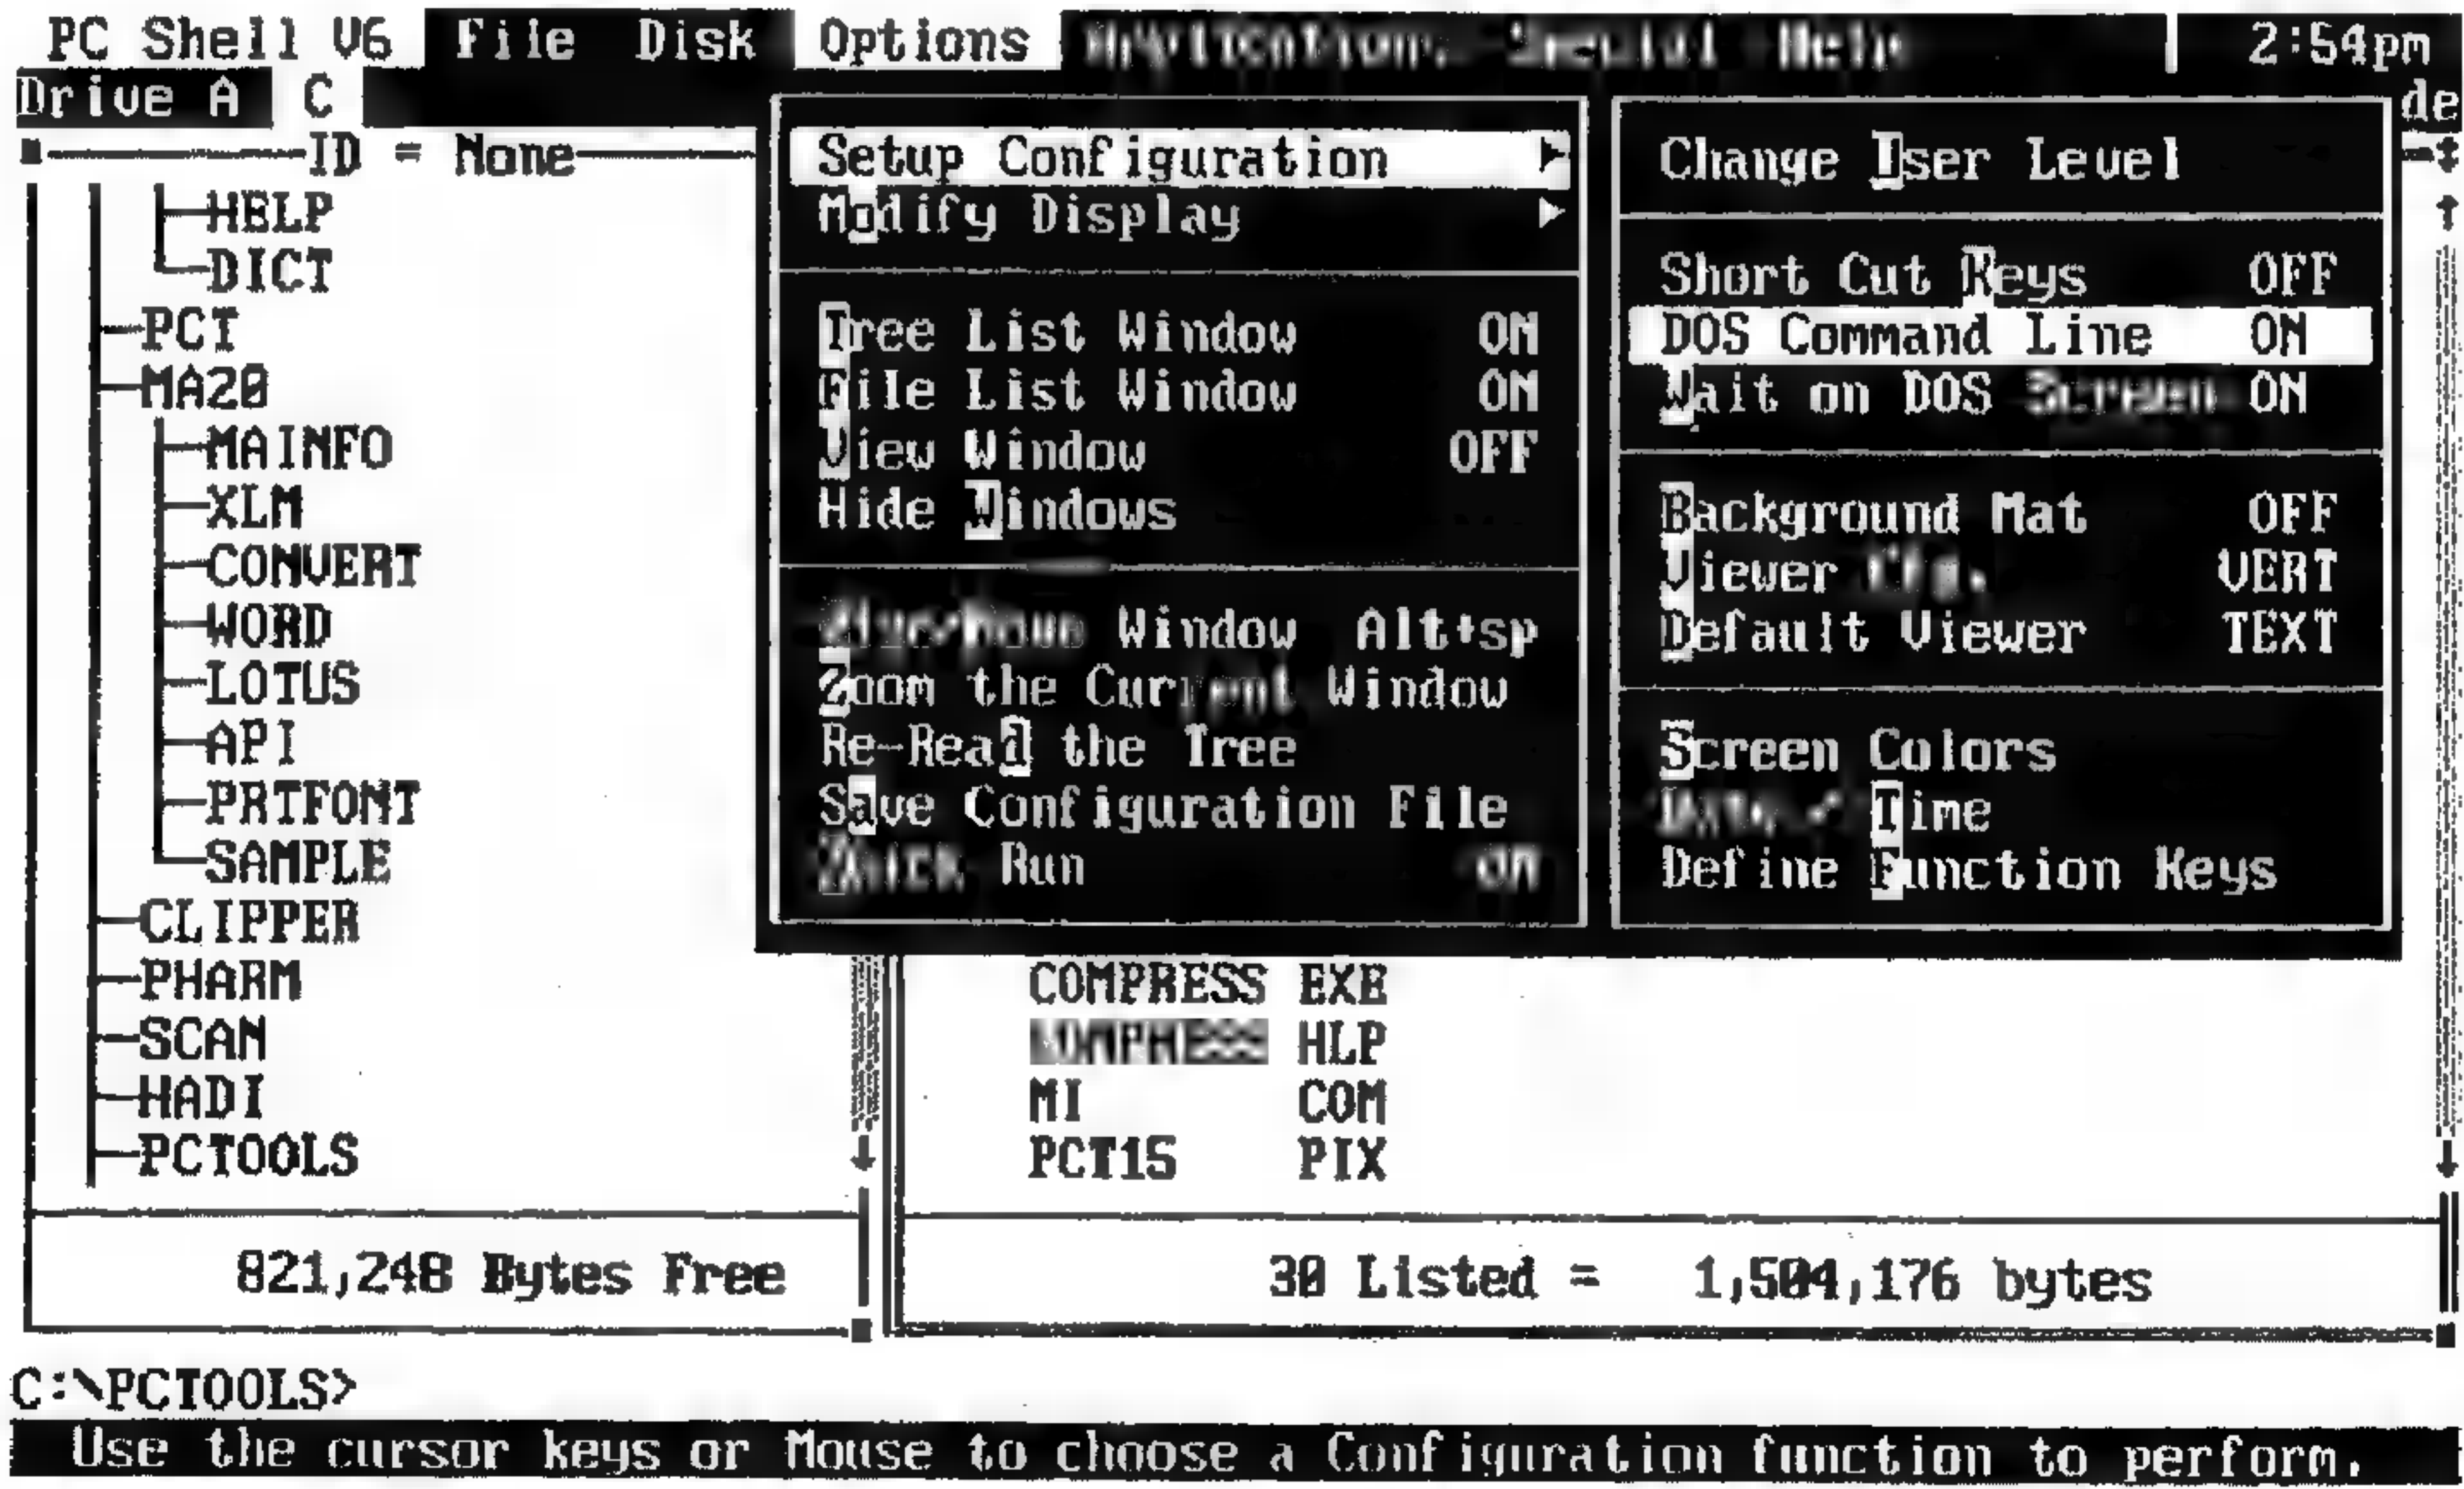 PC Shell V6 File Disk Options 2:54pm
Drive A C
de
ID = None
HELP
DICT
PCT
MA20
MAINFO
XLM
CONVERT
WORD
LOTUS
API
PRTFONT
SAMPLE
CLIPPER
PHARM
SCAN
HADI
PCTOOLS
821,248 Bytes Free
Setup Configuration
Modify Display
Tree List Window ON
File List Window ON
View Window OFF
Hide Windows
Window Alt+sp
Zoom the Current Window
Re-Read the Tree
Save Configuration File
Run ON
Change User Level
Short Cut Keys OFF
DOS Command Line ON
Wait on DOS Screen ON
Background Mat OFF
Viewer VERT
Default Viewer TEXT
Screen Colors
Time
Define Function Keys
COMPRESS EXE
COMPRESS HLP
MI COM
PCT15 PIX
30 Listed = 1,504,176 bytes
C:\PCTOOLS>
Use the cursor keys or Mouse to choose a Configuration function to perform.